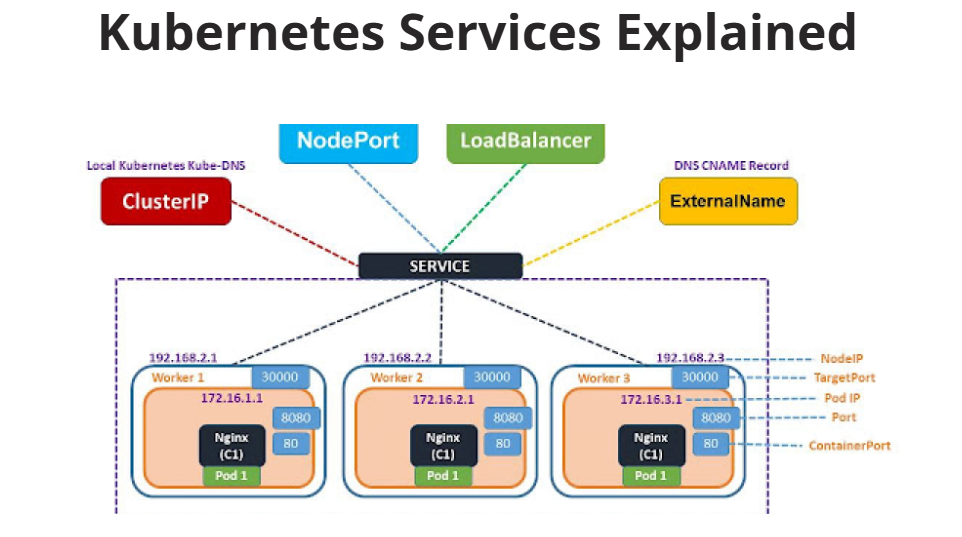 Kubernetes Services Explained
NodePort
LoadBalancer
Local Kubernetes Kube-DNS
DNS CNAME Record
ClusterIP
ExternalName
SERVICE
192.168.2.1
192.168.2.2
192.168.2.3
NodeIP
Worker 1
30000
Worker 2
30000
Worker 3
30000
TargetPort
172.16.1.1
172.16.2.1
172.16.3.1
Pod IP
8080
8080
8080
Port
Nginx
(C1)
80
Nginx
(C1)
80
Nginx
(C1)
80
ContainerPort
Pod 1
Pod 1
Pod 1